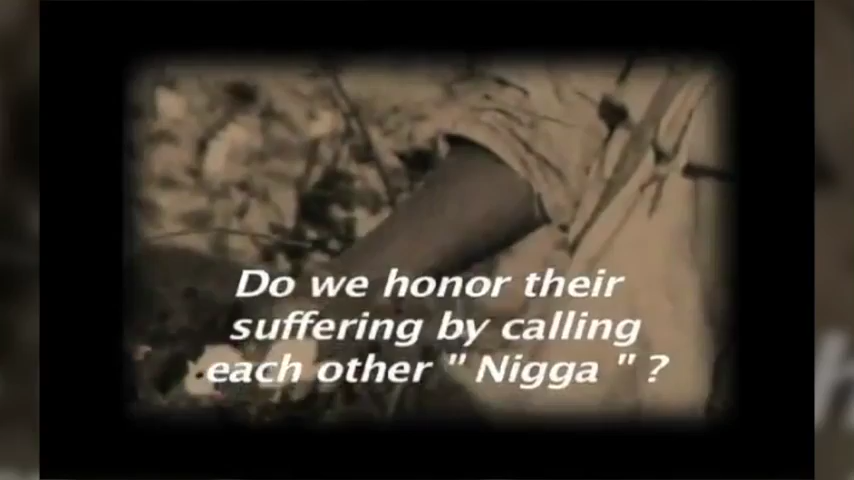 Do we honor their
suffering by calling
each other " Nigga " ?